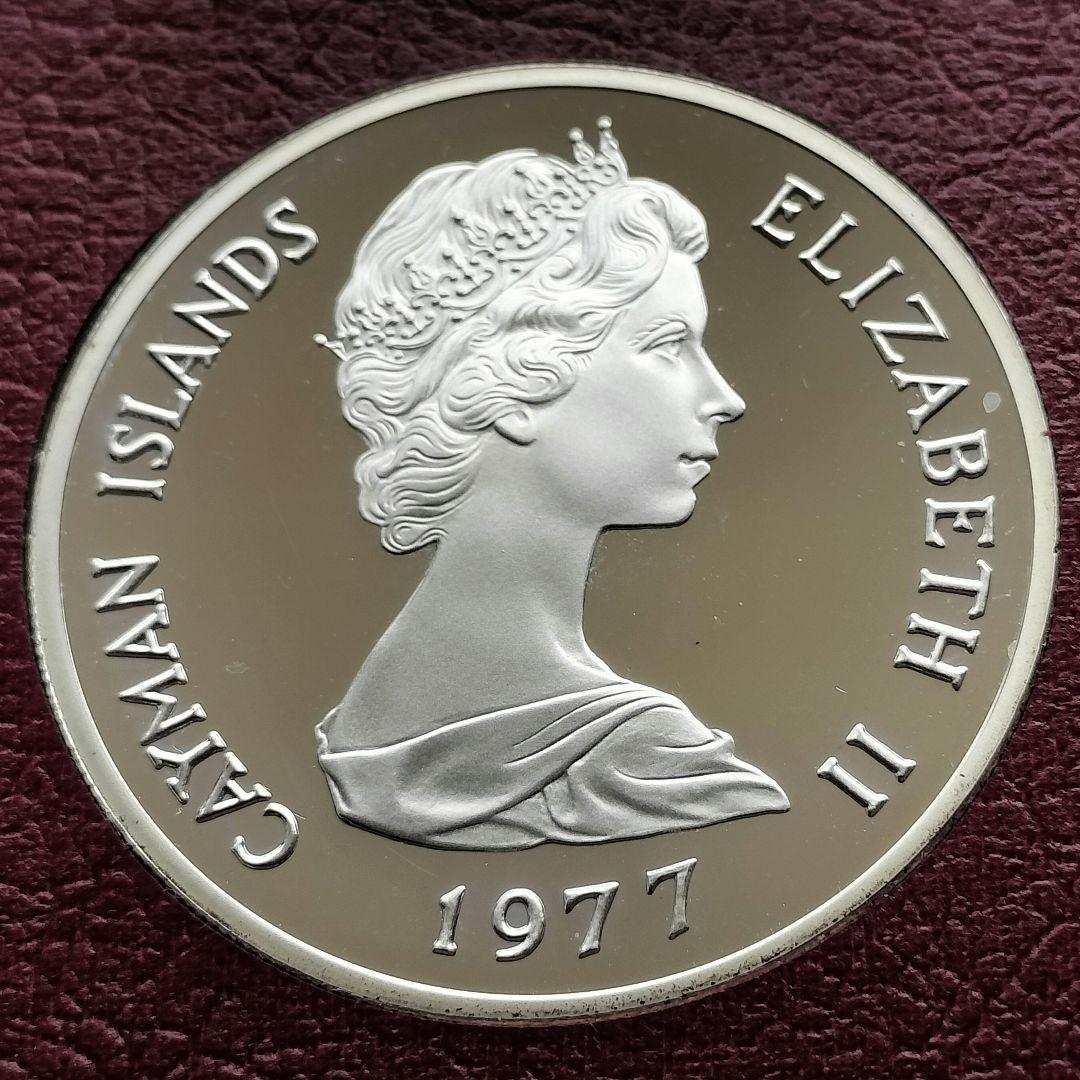 CAYMAN ISLANDS
ELIZABETH II
1977